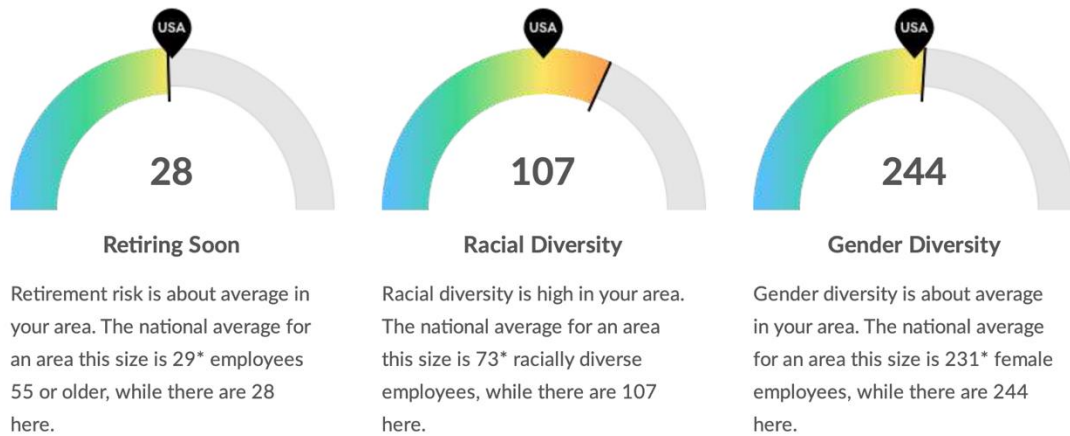 USA
28
Retiring Soon
Retirement risk is about average in
your area. The national average for
an area this size is 29* employees
55 or older, while there are 28
here.
USA
107
Racial Diversity
Racial diversity is high in your area.
The national average for an area
this size is 73* racially diverse
employees, while there are 107
here.
USA
244
Gender Diversity
Gender diversity is about average
in your area. The national average
for an area this size is 231* female
employees, while there are 244
here.